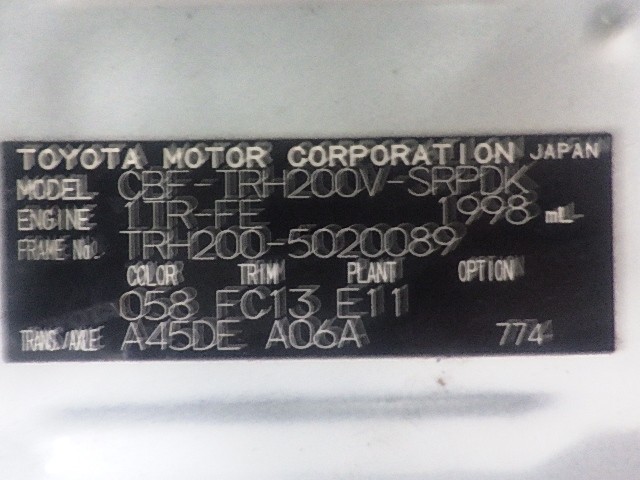 TOYOTA MOTOR CORPORATION JAPAN
MODEL CBF-TRH200V-SRPDK
ENGINE 1TR-FE 1998 mL
FRAME No. TRH200-5020089
COLOR TRIM PLANT OPTION
058 FC13 E11
TRANS./AXLE A45DE A06A 774